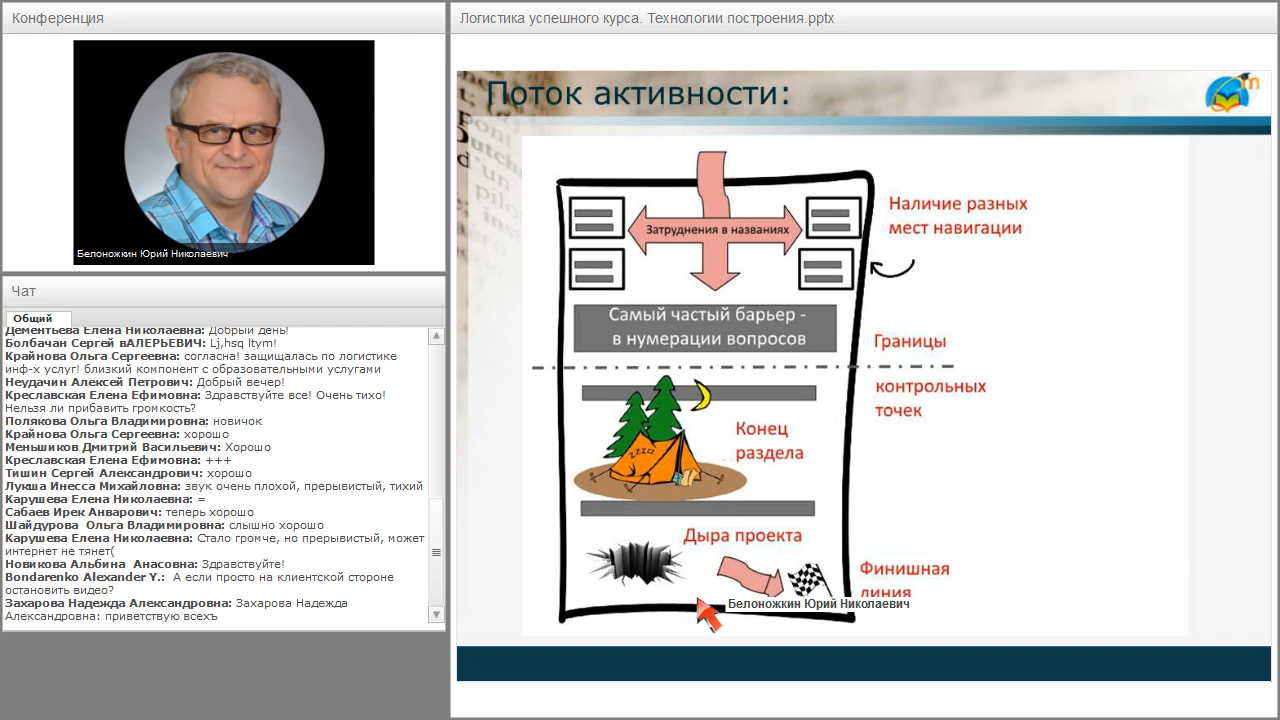 Конференция
Белоножкин Юрий Николаевич
Чат
Общий
Дементьева Елена Николаевна: Добрый день!
Болбачан Сергей вАЛЕРЬЕВИЧ: Lj,hsq ltym!
Крайнова Ольга Сергеевна: согласна! защищалась по логистике
инф-х услуг! близкий компонент с образовательными услугами
Неудачин Алексей Петрович: Добрый вечер!
Креславская Елена Ефимовна: Здравствуйте все! Очень тихо!
Нельзя ли прибавить громкость?
Полякова Ольга Владимировна: новичок
Крайнова Ольга Сергеевна: хорошо
Меньшиков Дмитрий Васильевич: Хорошо
Креславская Елена Ефимовна: +++
Тишин Сергей Александрович: хорошо
Лукша Инесса Михайловна: звук очень плохой, прерывистый, тихий
Карушева Елена Николаевна: =
Сабаев Ирек Анварович: теперь хорошо
Шайдурова Ольга Владимировна: слышно хорошо
Карушева Елена Николаевна: Стало громче, но прерывистый, может
интернет не тянет(
Новикова Альбина Анасовна: Здравствуйте!
Bondarenko Alexander Y.: А если просто на клиентской стороне
остановить видео?
Захарова Надежда Александровна: Захарова Надежда
Александровна: приветствую всехъ
Логистика успешного курса. Технологии построения.pptx
Поток активности:
m
Затруднения в названиях
Наличие разных
мест навигации
Самый частый барьер -
в нумерации вопросов
Границы
контрольных
точек
zzzz
Конец
раздела
Дыра проекта
Финишная
линия
Белоножкин Юрий Николаевич